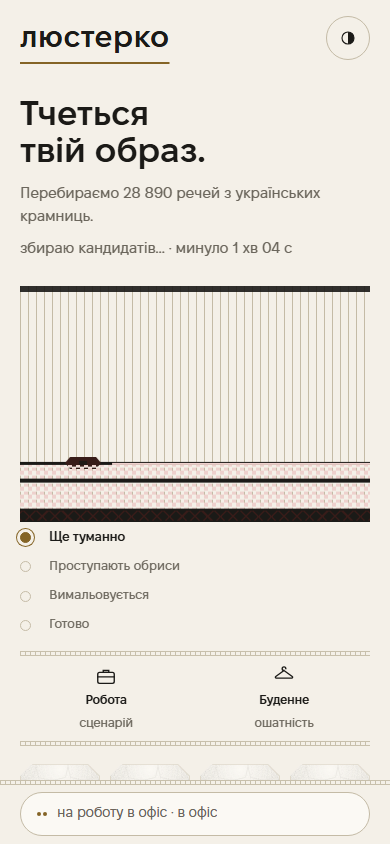 люстерко
Тчеться
твій образ.
Перебираємо 28 890 речей з українських
крамниць.
збираю кандидатів... · минуло 1 хв 04 с
Ще туманно
Проступають обриси
Вимальовується
Готово
Робота
сценарій
Буденне
ошатність
на роботу в офіс · в офіс